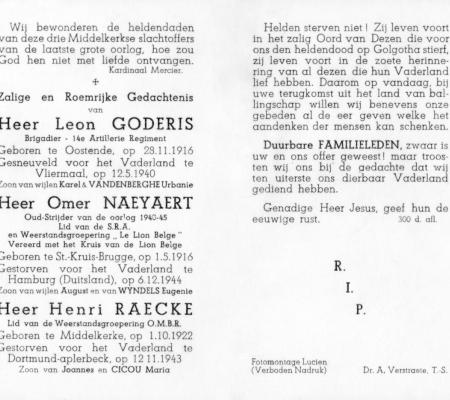 Wij bewonderen de heldendaden
van deze drie Middelkerkse slachtoffers
van de laatste grote oorlog, hoe zou
God hen niet met liefde ontvangen.
Kardinaal Mercier.
+
Zalige en Roemrijke Gedachtenis
van
Heer Leon GODERIS
Brigadier - 14e Artillerie Regiment
Geboren te Oostende, op 28.11.1916
Gesneuveld voor het Vaderland te
Vliermaal, op 12.5.1940
Zoon van wijlen Karel & VANDENBERGHE Urbanie
Heer Omer NAEYAERT
Oud-Strijder van de oorlog 1940-45
Lid van de S.R.A.
en Weerstandsgroepering „Le Lion Belge"
Vereerd met het Kruis van de Lion Belge
Geboren te St.-Kruis-Brugge, op 1.5.1916
Gestorven voor het Vaderland te
Hamburg (Duitsland), op 6.12.1944
Zoon van wijlen August en van WYNDELS Eugenie
Heer Henri RAECKE
Lid van de Weerstandsgroepering O.M.B.R.
Geboren te Middelkerke, op 1.10.1922
Gestorven voor het Vaderland te
Dortmund-aplerbeck, op 12 11.1943
Zoon van Joannes en CICOU Maria
Helden sterven niet! Zij leven voort
in het zalig Oord van Dezen die voor
ons den heldendood op Golgotha stierf,
zij leven voort in de zoete herinne-
ring van al dezen die hun Vaderland
lief hebben. Daarom op vandaag, bij
uwe terugkomst uit het land van bal-
lingschap willen wij benevens onze
gebeden al de eer geven welke het
aandenken der mensen kan schenken.
Duurbare FAMILIELEDEN, zwaar is
uw en ons offer geweest! maar troos-
ten wij ons bij de gedachte dat wij
ten uiterste ons dierbaar Vaderland
gediend hebben.
Genadige Heer Jesus, geef hun de
eeuwige rust. 300 d. afl.
R.
I.
P.
Fotomontage Lucien
(Verboden Nadruk) Dr. A. Verstraete, T.-S.